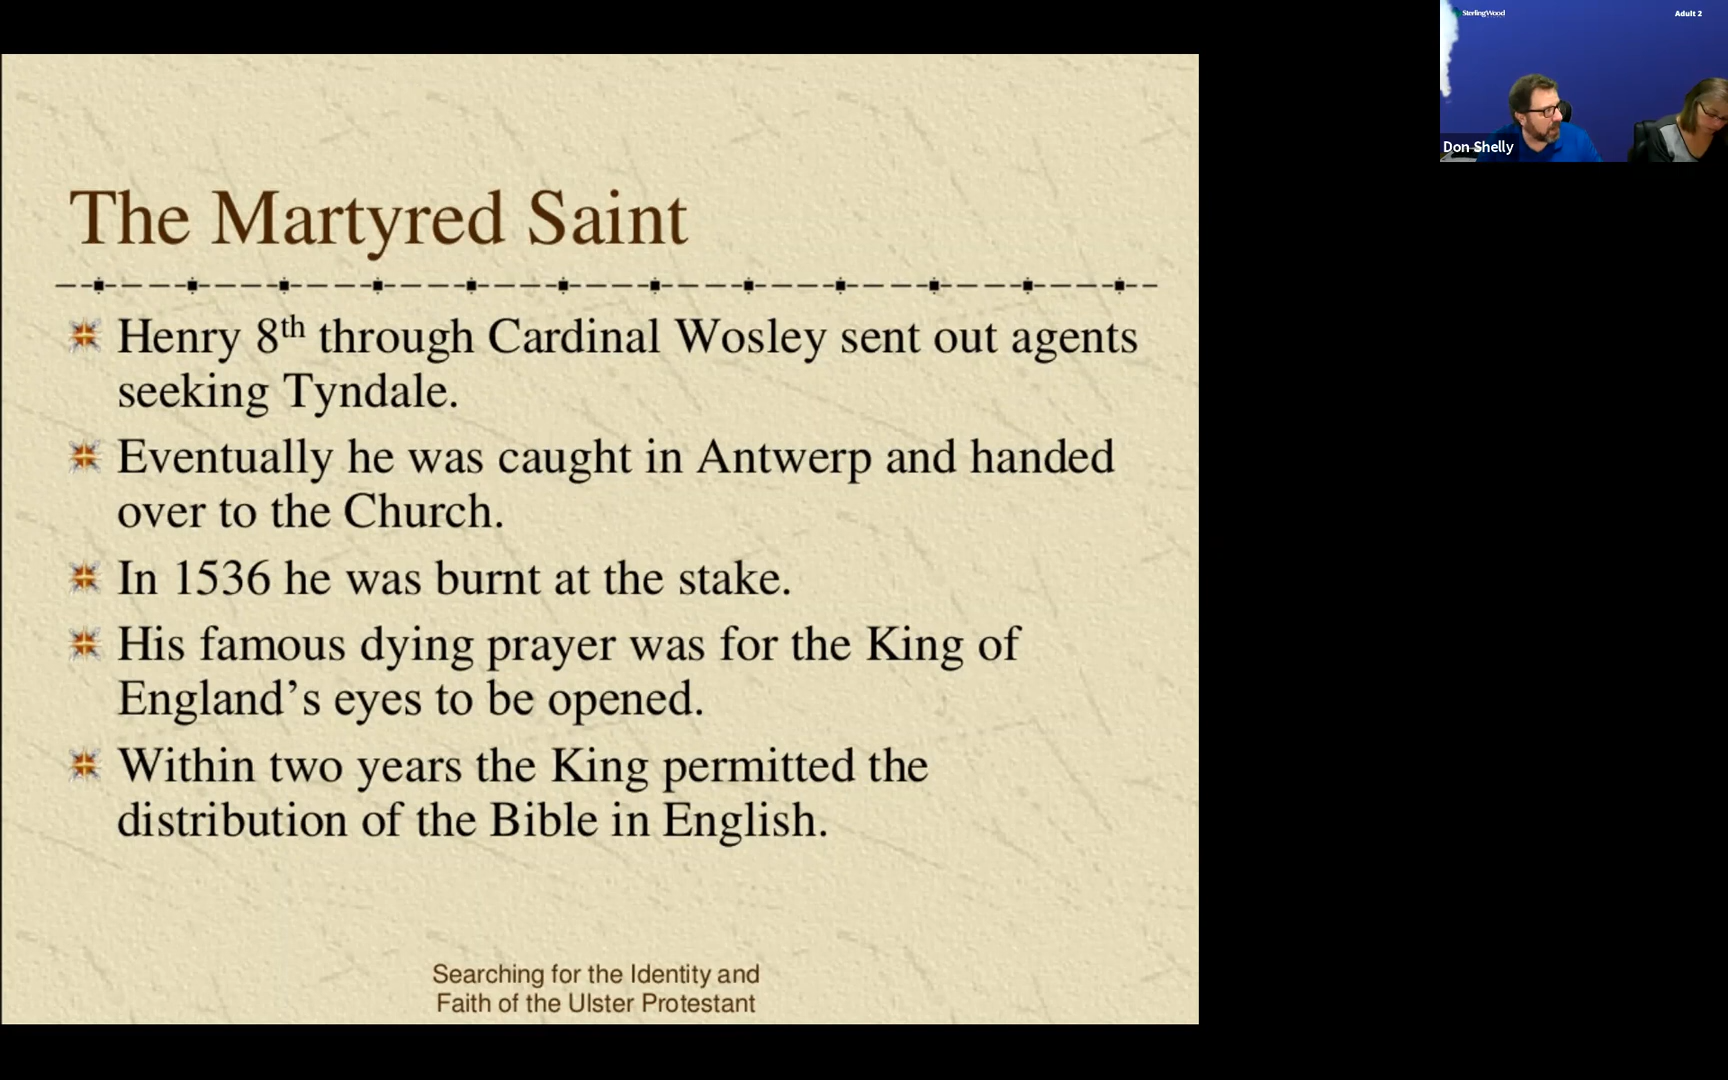 SterlingWood
Adult 2
Don Shelly
The Martyred Saint
Henry 8th through Cardinal Wosley sent out agents
seeking Tyndale.
Eventually he was caught in Antwerp and handed
over to the Church.
In 1536 he was burnt at the stake.
His famous dying prayer was for the King of
England’s eyes to be opened.
Within two years the King permitted the
distribution of the Bible in English.
Searching for the Identity and
Faith of the Ulster Protestant